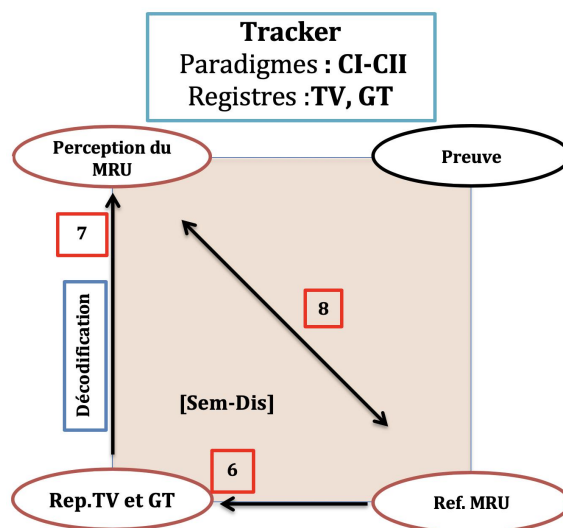 Tracker
Paradigmes : CI-CII
Registres :TV, GT
Perception du
MRU
Preuve
7
8
Décodification
[Sem-Dis]
6
Rep.TV et GT
Ref. MRU